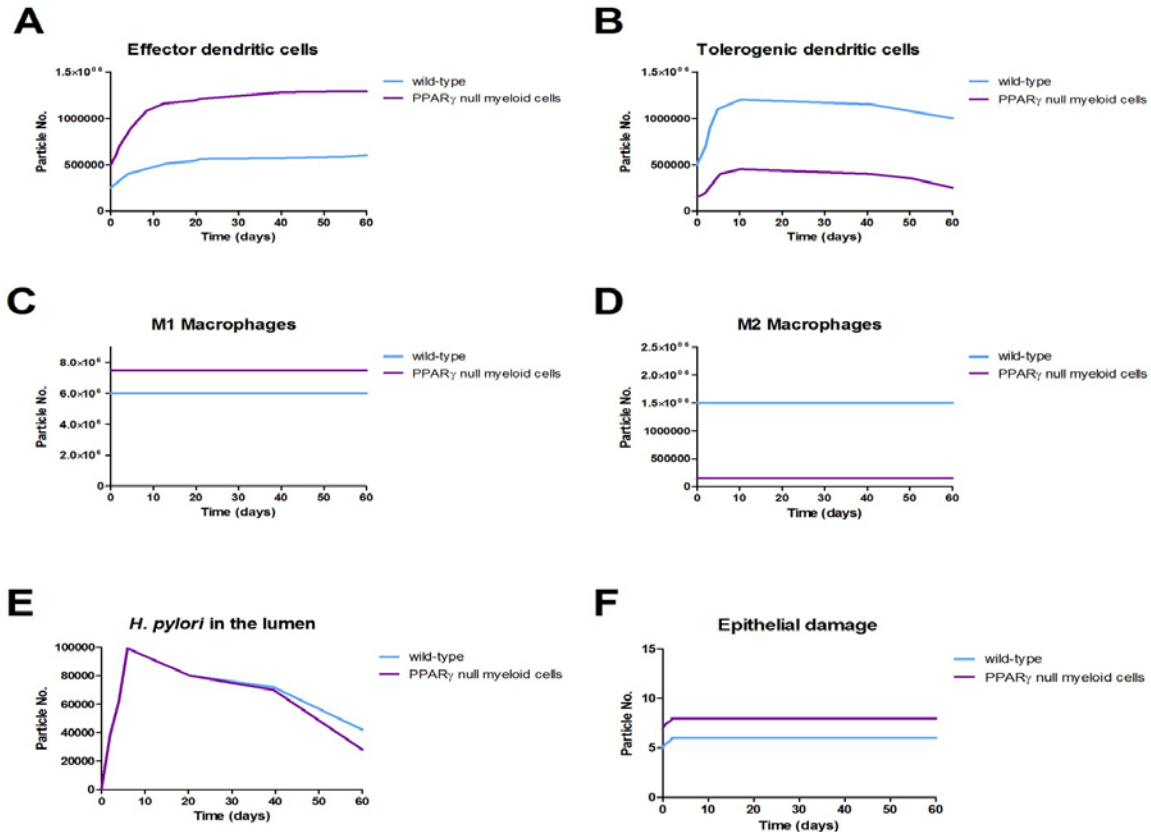 A
Effector dendritic cells
1.5×10⁰⁶
1000000
500000
0
Particle No.
0 10 20 30 40 50 60
Time (days)
wild-type
PPARγ null myeloid cells
B
Tolerogenic dendritic cells
1.5×10⁰⁶
1000000
500000
0
Particle No.
0 10 20 30 40 50 60
Time (days)
wild-type
PPARγ null myeloid cells
C
M1 Macrophages
8.0×10⁶
6.0×10⁶
4.0×10⁶
2.0×10⁶
0
Particle No.
0 10 20 30 40 50 60
Time (days)
wild-type
PPARγ null myeloid cells
D
M2 Macrophages
2.5×10⁰⁶
2.0×10⁰⁶
1.5×10⁰⁶
1000000
500000
0
Particle No.
0 10 20 30 40 50 60
Time (days)
wild-type
PPARγ null myeloid cells
E
H. pylori in the lumen
100000
80000
60000
40000
20000
0
Particle No.
0 10 20 30 40 50 60
Time (days)
wild-type
PPARγ null myeloid cells
F
Epithelial damage
15
10
5
0
Particle No.
0 10 20 30 40 50 60
Time (days)
wild-type
PPARγ null myeloid cells